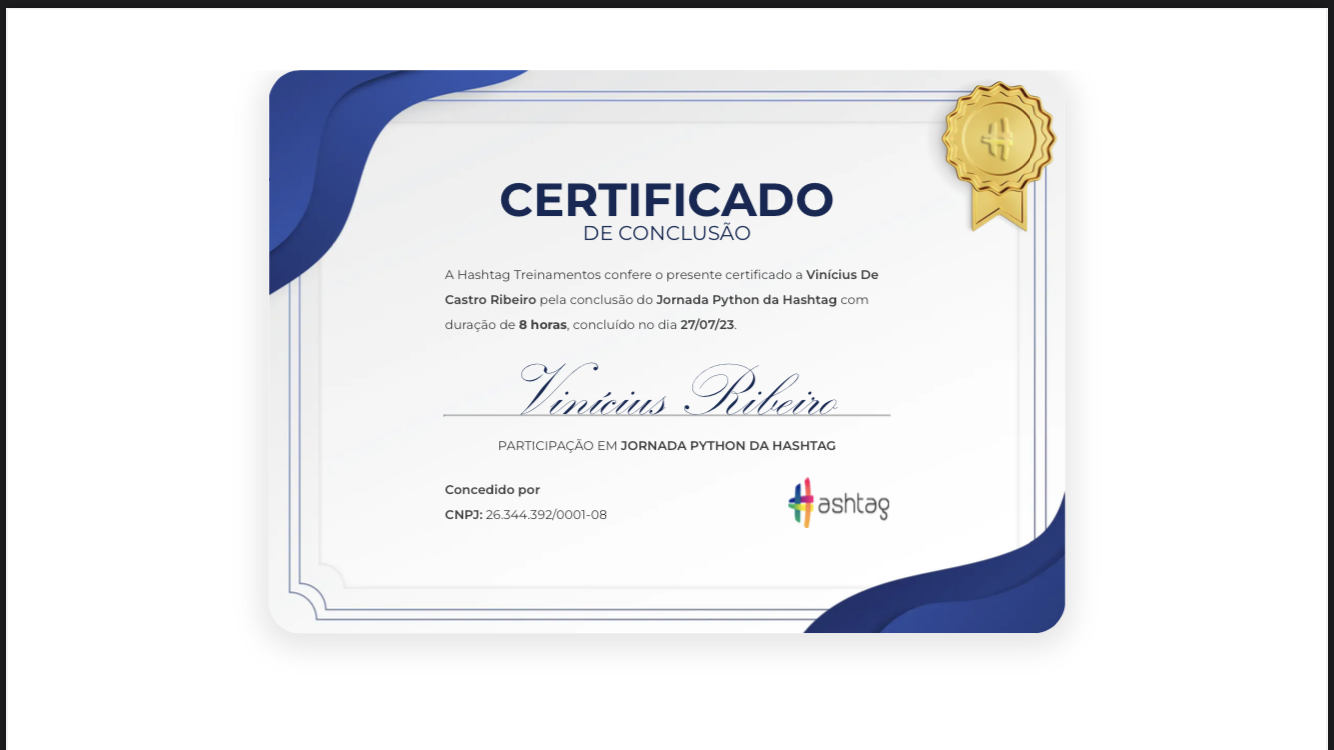 CERTIFICADO
DE CONCLUSÃO
A Hashtag Treinamentos confere o presente certificado a Vinícius De
Castro Ribeiro pela conclusão do Jornada Python da Hashtag com
duração de 8 horas, concluído no dia 27/07/23.
Vinícius Ribeiro
PARTICIPAÇÃO EM JORNADA PYTHON DA HASHTAG
Concedido por
CNPJ: 26.344.392/0001-08
Hashtag